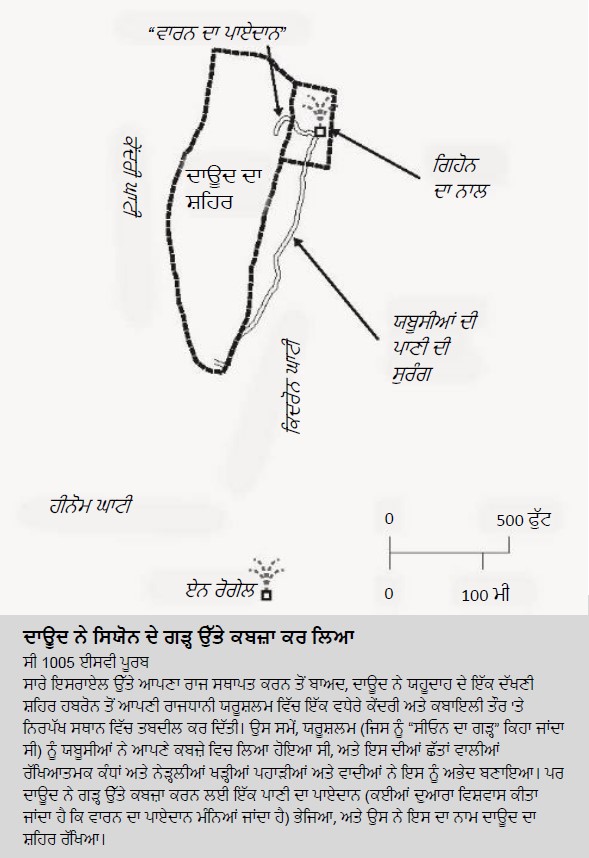 “ਵਾਰਨ ਦਾ ਪਾਏਦਾਨ”
ਕੇਂਦਰੀ ਘਾਟੀ
ਦਾਊਦ ਦਾ
ਸ਼ਹਿਰ
ਗਿਹੋਨ
ਦਾ ਨਾਲ
ਯਬੂਸੀਆਂ ਦੀ
ਪਾਣੀ ਦੀ
ਸੁਰੰਗ
ਕਿਦਰੋਨ ਘਾਟੀ
ਹੀਨੋਮ ਘਾਟੀ
0 500 ਫੁੱਟ
0 100 ਮੀ
ਏਨ ਰੋਗੇਲ
ਦਾਊਦ ਨੇ ਸਿਯੋਨ ਦੇ ਗੜ੍ਹ ਉੱਤੇ ਕਬਜ਼ਾ ਕਰ ਲਿਆ
ਸੀ 1005 ਈਸਵੀ ਪੂਰਬ
ਸਾਰੇ ਇਸਰਾਏਲ ਉੱਤੇ ਆਪਣਾ ਰਾਜ ਸਥਾਪਤ ਕਰਨ ਤੋਂ ਬਾਅਦ, ਦਾਊਦ ਨੇ ਯਹੂਦਾਹ ਦੇ ਇੱਕ ਦੱਖਣੀ
ਸ਼ਹਿਰ ਹਬਰੋਨ ਤੋਂ ਆਪਣੀ ਰਾਜਧਾਨੀ ਯਰੂਸ਼ਲਮ ਵਿੱਚ ਇੱਕ ਵਧੇਰੇ ਕੇਂਦਰੀ ਅਤੇ ਕਬਾਇਲੀ ਤੌਰ 'ਤੇ
ਨਿਰਪੱਖ ਸਥਾਨ ਵਿੱਚ ਤਬਦੀਲ ਕਰ ਦਿੱਤੀ। ਉਸ ਸਮੇਂ, ਯਰੂਸ਼ਲਮ (ਜਿਸ ਨੂੰ “ਸੀਓਨ ਦਾ ਗੜ੍ਹ” ਕਿਹਾ ਜਾਂਦਾ
ਸੀ) ਨੂੰ ਯਬੂਸੀਆਂ ਨੇ ਆਪਣੇ ਕਬਜ਼ੇ ਵਿਚ ਲਿਆ ਹੋਇਆ ਸੀ, ਅਤੇ ਇਸ ਦੀਆਂ ਛੱਤਾਂ ਵਾਲੀਆਂ
ਰੱਖਿਆਤਮਕ ਕੰਧਾਂ ਅਤੇ ਨੇੜਲੀਆਂ ਖੜ੍ਹੀਆਂ ਪਹਾੜੀਆਂ ਅਤੇ ਵਾਦੀਆਂ ਨੇ ਇਸ ਨੂੰ ਅਭੇਦ ਬਣਾਇਆ। ਪਰ
ਦਾਊਦ ਨੇ ਗੜ੍ਹ ਉੱਤੇ ਕਬਜ਼ਾ ਕਰਨ ਲਈ ਇੱਕ ਪਾਣੀ ਦਾ ਪਾਏਦਾਨ (ਕਈਆਂ ਦੁਆਰਾ ਵਿਸ਼ਵਾਸ ਕੀਤਾ
ਜਾਂਦਾ ਹੈ ਕਿ ਵਾਰਨ ਦਾ ਪਾਏਦਾਨ ਮੰਨਿਆਂ ਜਾਂਦਾ ਹੈ) ਭੇਜਿਆ, ਅਤੇ ਉਸ ਨੇ ਇਸ ਦਾ ਨਾਮ ਦਾਊਦ ਦਾ
ਸ਼ਹਿਰ ਰੱਖਿਆ।